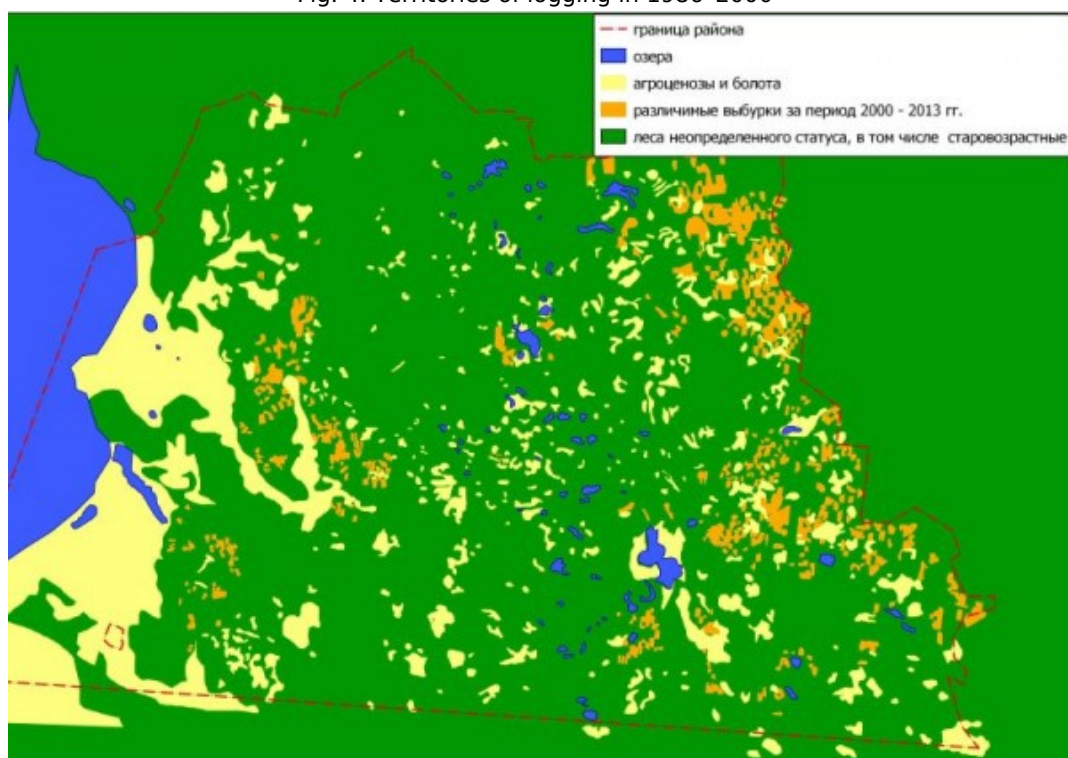 Fig. 4. Territories of logging in 1980–2000
граница района
озера
агроценозы и болота
различимые выбурки за период 2000 - 2013 гг.
леса неопределенного статуса, в том числе старовозрастные